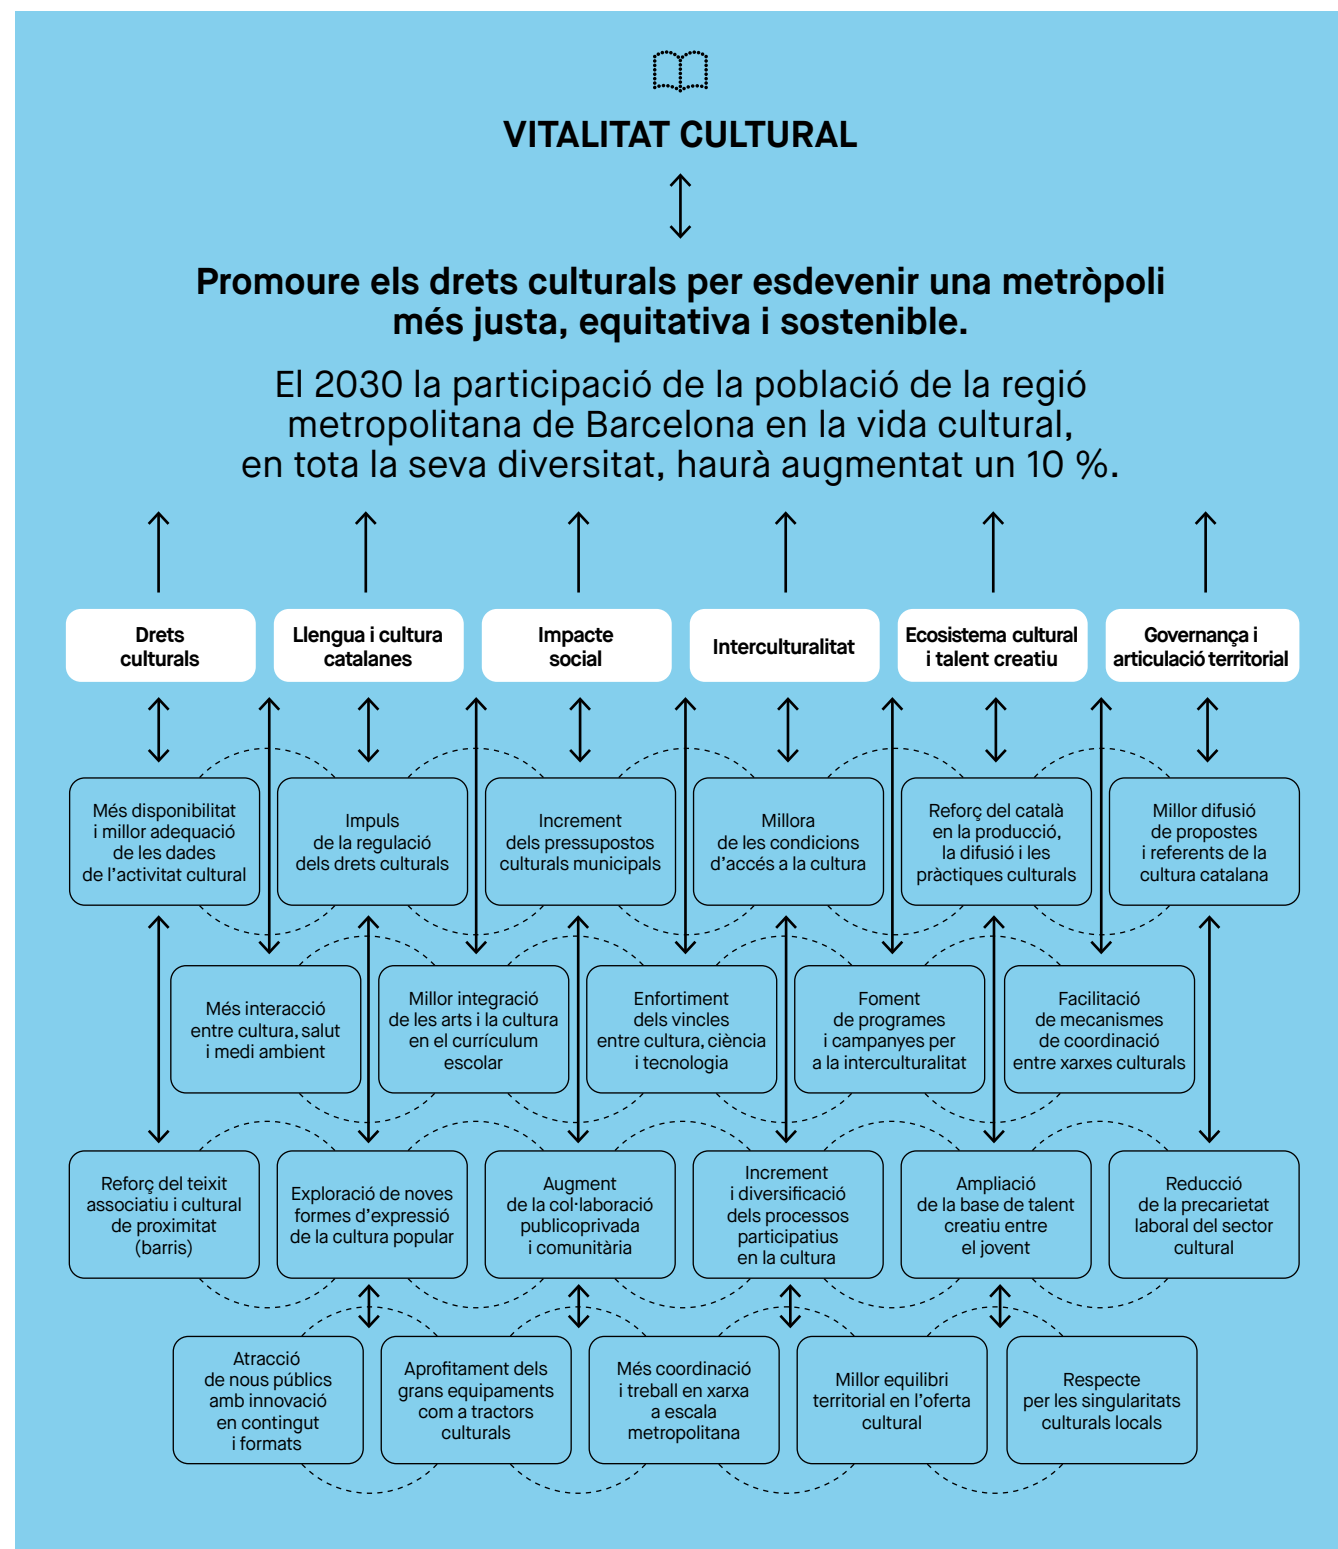 VITALITAT CULTURAL
Promoure els drets culturals per esdevenir una metròpoli
més justa, equitativa i sostenible.
El 2030 la participació de la població de la regió
metropolitana de Barcelona en la vida cultural,
en tota la seva diversitat, haurà augmentat un 10 %.
Drets
culturals
Llengua i cultura
catalanes
Impacte
social
Interculturalitat
Ecosistema cultural
i talent creatiu
Governança i
articulació territorial
Més disponibilitat
i millor adequació
de les dades
de l'activitat cultural
Impuls
de la regulació
dels drets culturals
Increment
dels pressupostos
culturals municipals
Millora
de les condicions
d'accés a la cultura
Reforç del català
en la producció,
la difusió i les
pràctiques culturals
Millor difusió
de propostes
i referents de la
cultura catalana
Més interacció
entre cultura, salut
i medi ambient
Millor integració
de les arts i la cultura
en el currículum
escolar
Enfortiment
dels vincles
entre cultura, ciència
i tecnologia
Foment
de programes
i campanyes per
a la interculturalitat
Facilitació
de mecanismes
de coordinació
entre xarxes culturals
Reforç del teixit
associatiu i cultural
de proximitat
(barris)
Exploració de noves
formes d'expressió
de la cultura popular
Augment
de la col·laboració
publicoprivada
i comunitària
Increment
i diversificació
dels processos
participatius
en la cultura
Ampliació
de la base de talent
creatiu entre
el jovent
Reducció
de la precarietat
laboral del sector
cultural
Atracció
de nous públics
amb innovació
en contingut
i formats
Aprofitament dels
grans equipaments
com a tractors
culturals
Més coordinació
i treball en xarxa
a escala
metropolitana
Millor equilibri
territorial en l'oferta
cultural
Respecte
per les singularitats
culturals locals